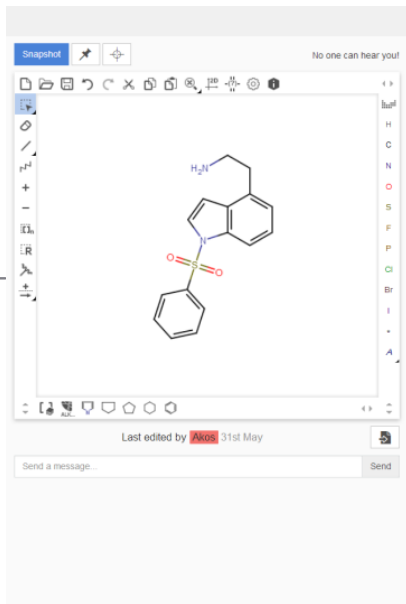 Snapshot
No one can hear you!
H
C
N
O
S
F
P
Cl
Br
I
*
A
H₂N
N
O
S
O
Last edited by Akos 31st May
Send a message...
Send